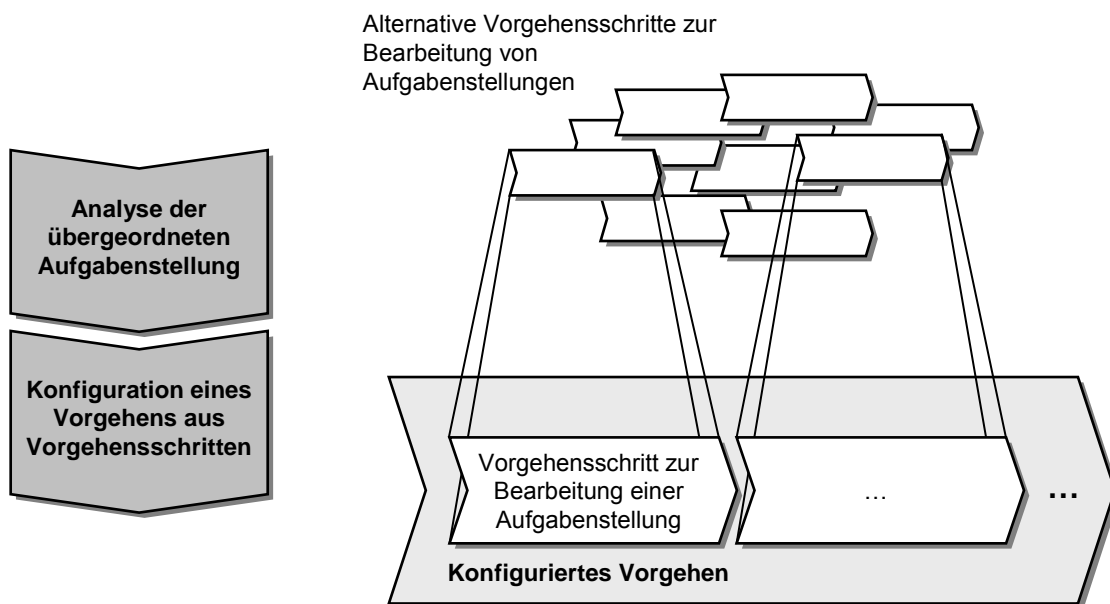 Alternative Vorgehensschritte zur
Bearbeitung von
Aufgabenstellungen
Analyse der
übergeordneten
Aufgabenstellung
Konfiguration eines
Vorgehens aus
Vorgehensschritten
Vorgehensschritt zur
Bearbeitung einer
Aufgabenstellung
...
...
Konfiguriertes Vorgehen